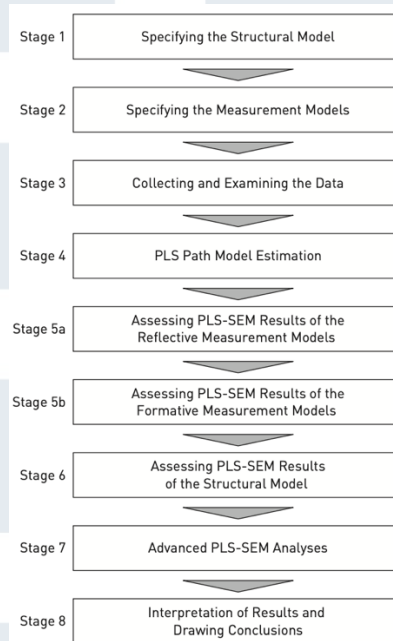 Stage 1
Specifying the Structural Model
Stage 2
Specifying the Measurement Models
Stage 3
Collecting and Examining the Data
Stage 4
PLS Path Model Estimation
Stage 5a
Assessing PLS-SEM Results of the
Reflective Measurement Models
Stage 5b
Assessing PLS-SEM Results of the
Formative Measurement Models
Stage 6
Assessing PLS-SEM Results
of the Structural Model
Stage 7
Advanced PLS-SEM Analyses
Stage 8
Interpretation of Results and
Drawing Conclusions